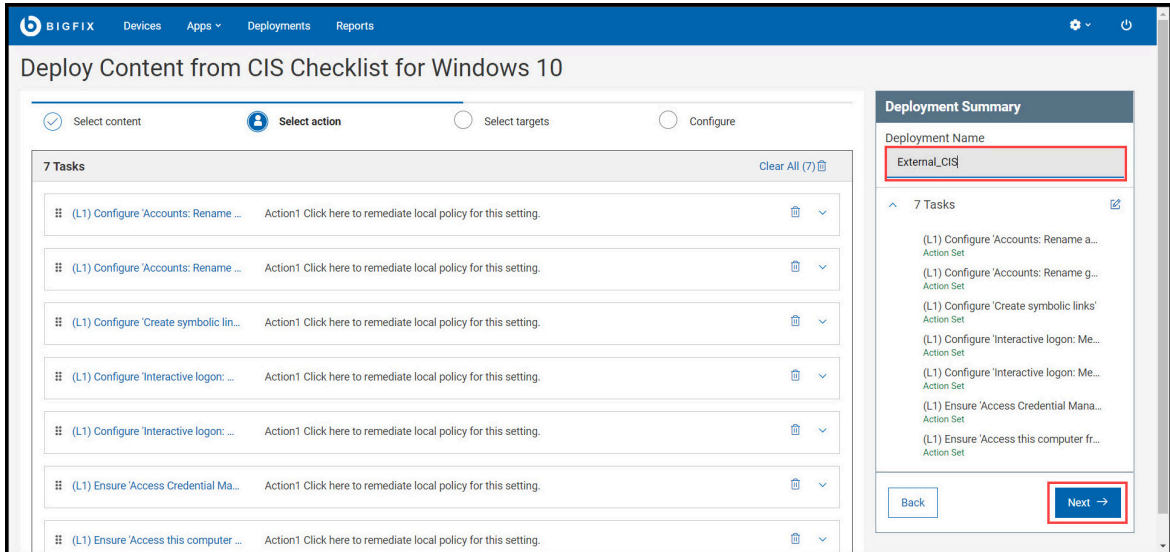 BIGFIX Devices Apps Deployments Reports
Deploy Content from CIS Checklist for Windows 10
Select content Select action Select targets Configure
7 Tasks Clear All (7)
(L1) Configure 'Accounts: Rename ... Action1 Click here to remediate local policy for this setting.
(L1) Configure 'Accounts: Rename ... Action1 Click here to remediate local policy for this setting.
(L1) Configure 'Create symbolic lin... Action1 Click here to remediate local policy for this setting.
(L1) Configure 'Interactive logon: ... Action1 Click here to remediate local policy for this setting.
(L1) Configure 'Interactive logon: ... Action1 Click here to remediate local policy for this setting.
(L1) Ensure 'Access Credential Ma... Action1 Click here to remediate local policy for this setting.
(L1) Ensure 'Access this computer ... Action1 Click here to remediate local policy for this setting.
Deployment Summary
Deployment Name
External_CIS
7 Tasks
(L1) Configure 'Accounts: Rename a...
Action Set
(L1) Configure 'Accounts: Rename g...
Action Set
(L1) Configure 'Create symbolic links'
Action Set
(L1) Configure 'Interactive logon: Me...
Action Set
(L1) Configure 'Interactive logon: Me...
Action Set
(L1) Ensure 'Access Credential Mana...
Action Set
(L1) Ensure 'Access this computer fr...
Action Set
Back Next →